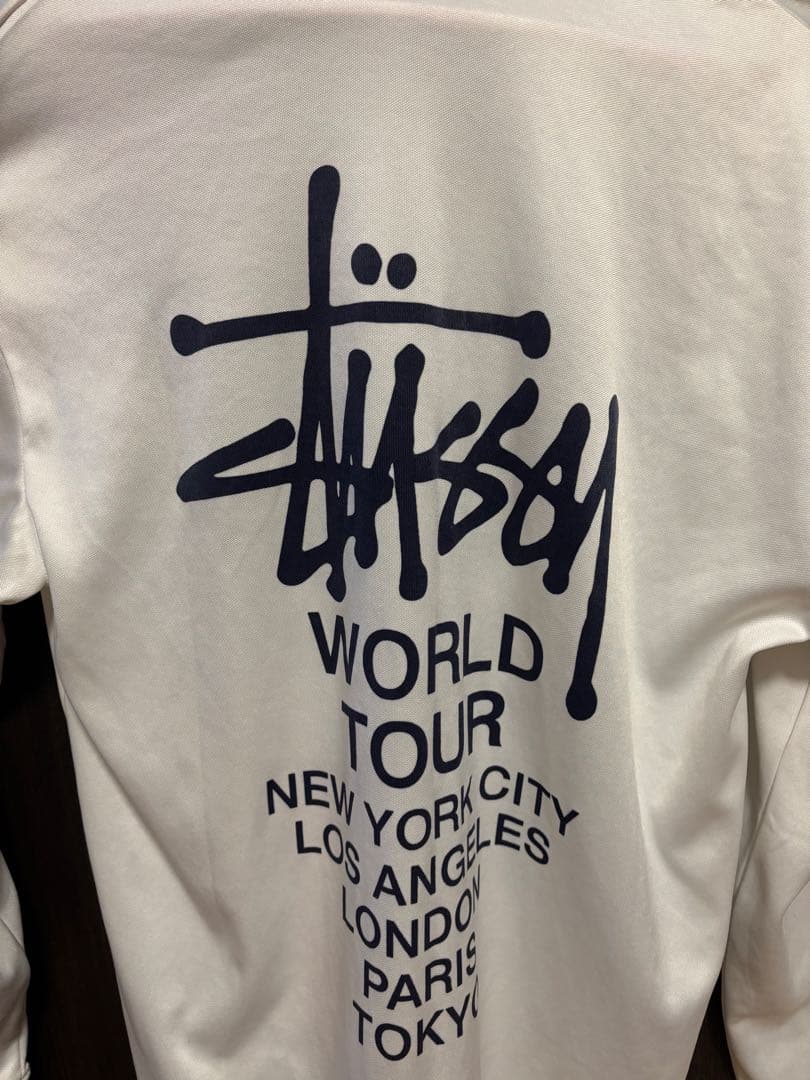 Stüssy
WORLD
TOUR
NEW YORK CITY
LOS ANGELES
LONDON
PARIS
TOKYO